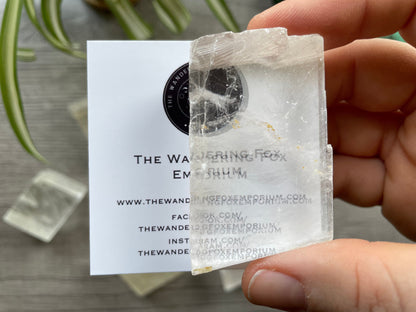 THE WANDERING FOX
EMPORIUM
WWW.THEWANDERINGFOXEMPORIUM.COM
FACEBOOK.COM/
THEWANDERINGFOXEMPORIUM
INSTAGRAM.COM/
THEWANDERINGFOXEMPORIUM